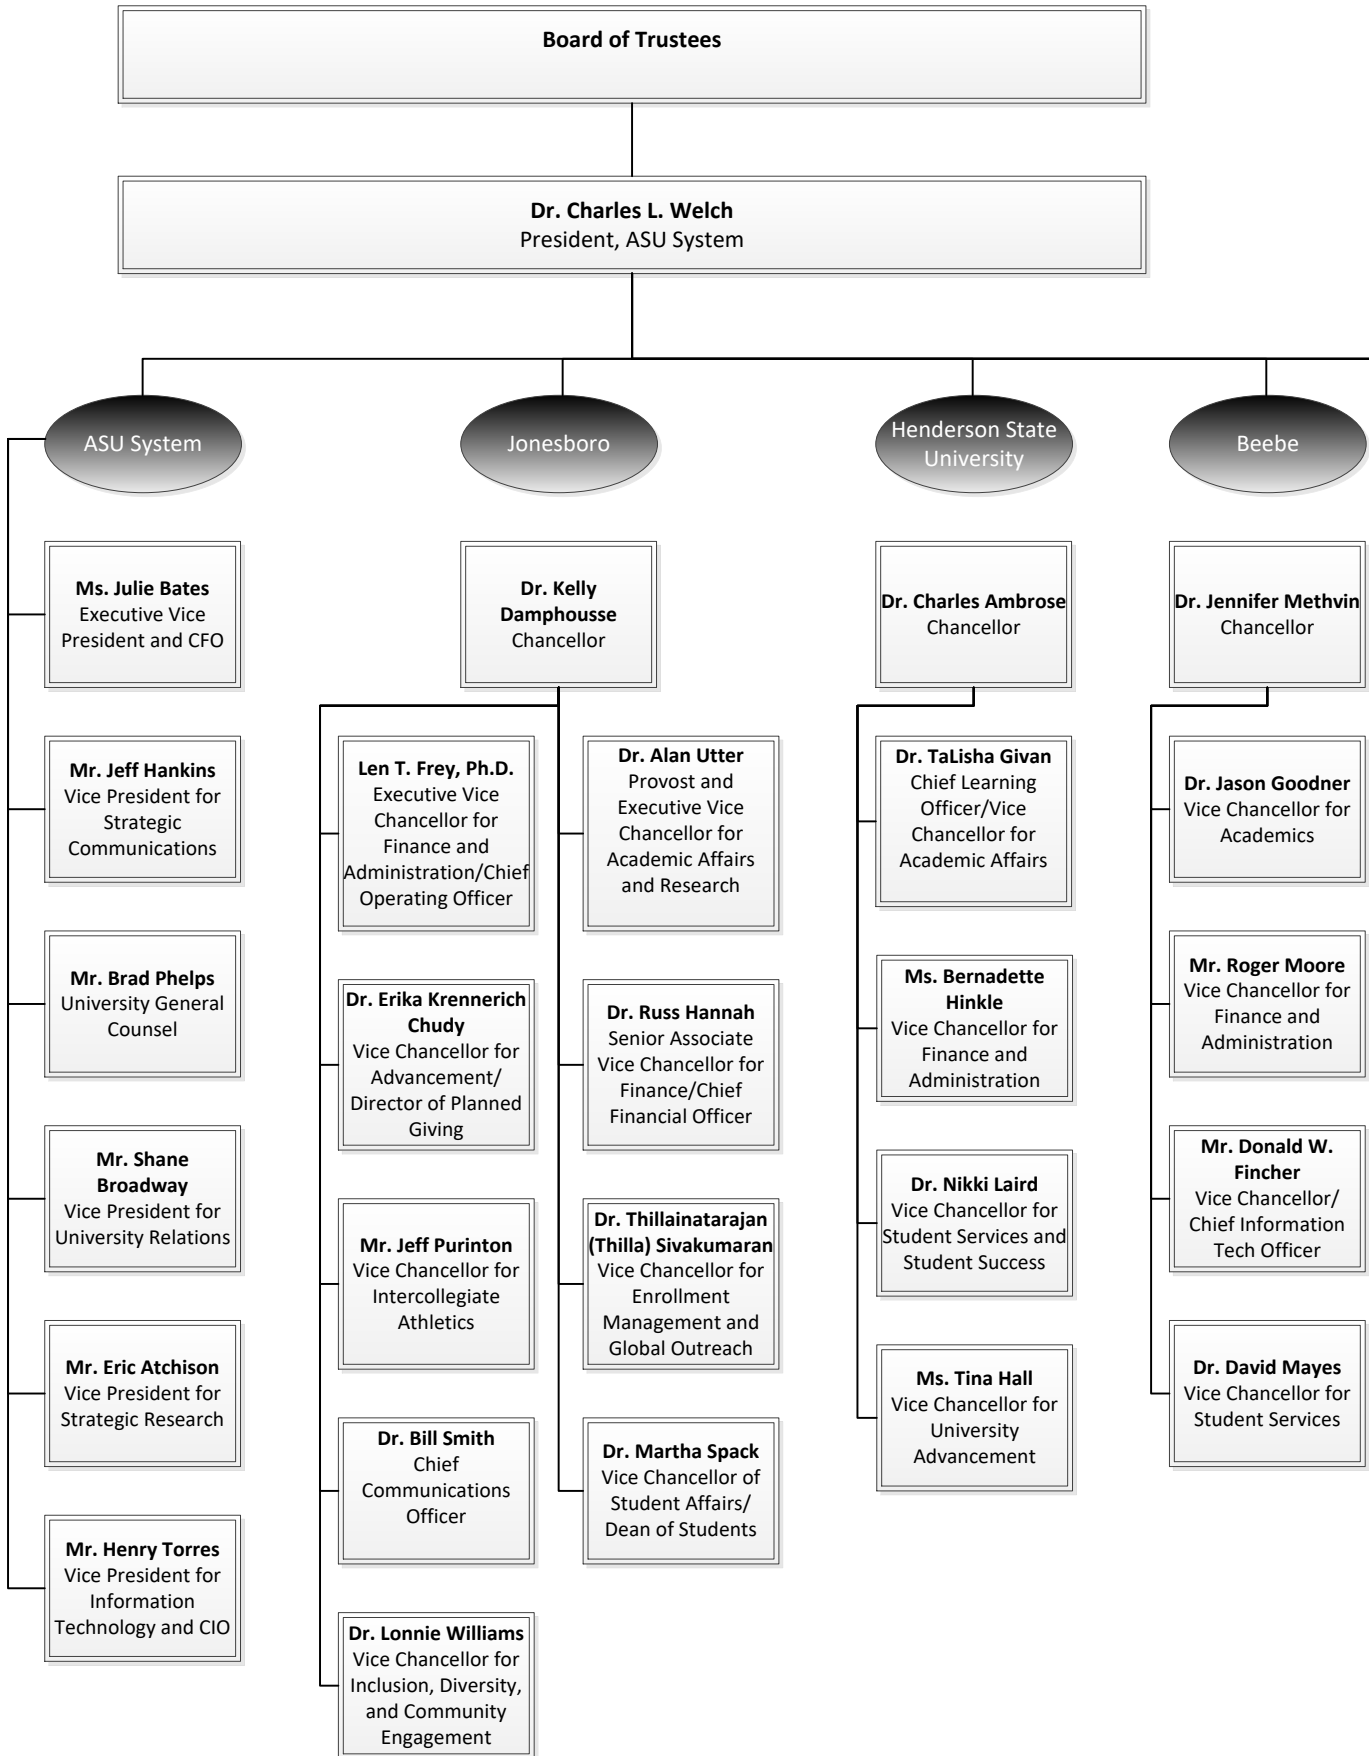 Board of Trustees
Dr. Charles L. Welch
President, ASU System
ASU System
Jonesboro
Henderson State
University
Beebe
Ms. Julie Bates
Executive Vice
President and CFO
Mr. Jeff Hankins
Vice President for
Strategic
Communications
Mr. Brad Phelps
University General
Counsel
Mr. Shane
Broadway
Vice President for
University Relations
Mr. Eric Atchison
Vice President for
Strategic Research
Mr. Henry Torres
Vice President for
Information
Technology and CIO
Dr. Kelly
Damphousse
Chancellor
Len T. Frey, Ph.D.
Executive Vice
Chancellor for
Finance and
Administration/Chief
Operating Officer
Dr. Erika Krennerich
Chudy
Vice Chancellor for
Advancement/
Director of Planned
Giving
Mr. Jeff Purinton
Vice Chancellor for
Intercollegiate
Athletics
Dr. Bill Smith
Chief
Communications
Officer
Dr. Lonnie Williams
Vice Chancellor for
Inclusion, Diversity,
and Community
Engagement
Dr. Alan Utter
Provost and
Executive Vice
Chancellor for
Academic Affairs
and Research
Dr. Russ Hannah
Senior Associate
Vice Chancellor for
Finance/Chief
Financial Officer
Dr. Thillainatarajan
(Thilla) Sivakumaran
Vice Chancellor for
Enrollment
Management and
Global Outreach
Dr. Martha Spack
Vice Chancellor of
Student Affairs/
Dean of Students
Dr. Charles Ambrose
Chancellor
Dr. TaLisha Givan
Chief Learning
Officer/Vice
Chancellor for
Academic Affairs
Ms. Bernadette
Hinkle
Vice Chancellor for
Finance and
Administration
Dr. Nikki Laird
Vice Chancellor for
Student Services and
Student Success
Ms. Tina Hall
Vice Chancellor for
University
Advancement
Dr. Jennifer Methvin
Chancellor
Dr. Jason Goodner
Vice Chancellor for
Academics
Mr. Roger Moore
Vice Chancellor for
Finance and
Administration
Mr. Donald W.
Fincher
Vice Chancellor/
Chief Information
Tech Officer
Dr. David Mayes
Vice Chancellor for
Student Services